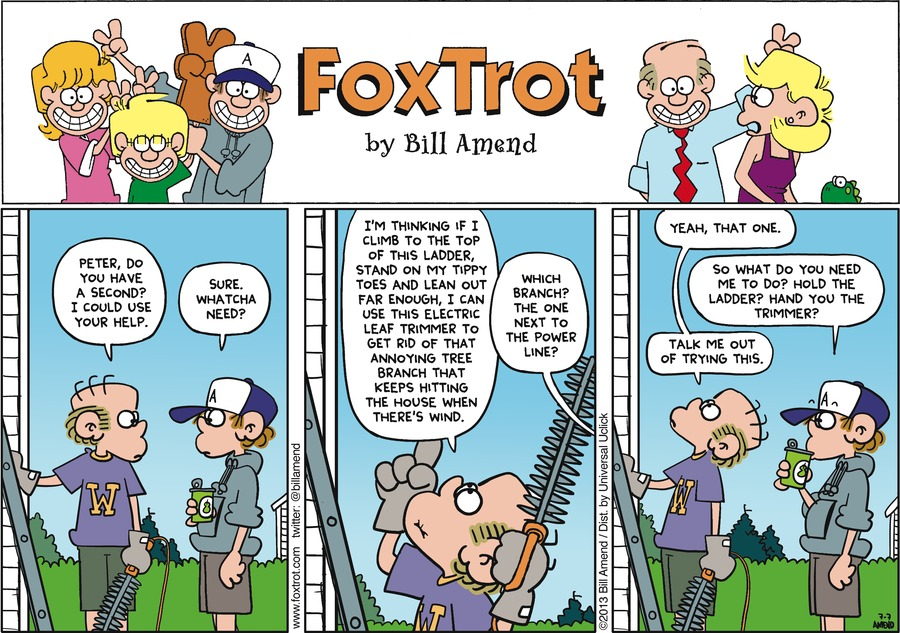 A
FOXTROT
by Bill Amend
PETER, DO
YOU HAVE
A SECOND?
I COULD USE
YOUR HELP.
SURE.
WHATCHA
NEED?
W
A
www.foxtrot.com twitter: @billamend
I'M THINKING IF I
CLIMB TO THE TOP
OF THIS LADDER,
STAND ON MY TIPPY
TOES AND LEAN OUT
FAR ENOUGH, I CAN
USE THIS ELECTRIC
LEAF TRIMMER TO
GET RID OF THAT
ANNOYING TREE
BRANCH THAT
KEEPS HITTING
THE HOUSE WHEN
THERE'S WIND.
WHICH
BRANCH?
THE ONE
NEXT TO
THE POWER
LINE?
W
©2013 Bill Amend / Dist. by Universal Uclick
YEAH, THAT ONE.
SO WHAT DO YOU NEED
ME TO DO? HOLD THE
LADDER? HAND YOU THE
TRIMMER?
TALK ME OUT
OF TRYING THIS.
A
W
7-7
AMEND